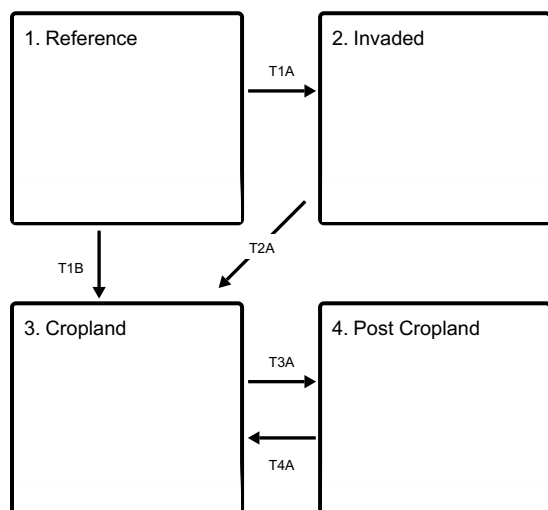 1. Reference
2. Invaded
T1A
T1B
T2A
3. Cropland
4. Post Cropland
T3A
T4A